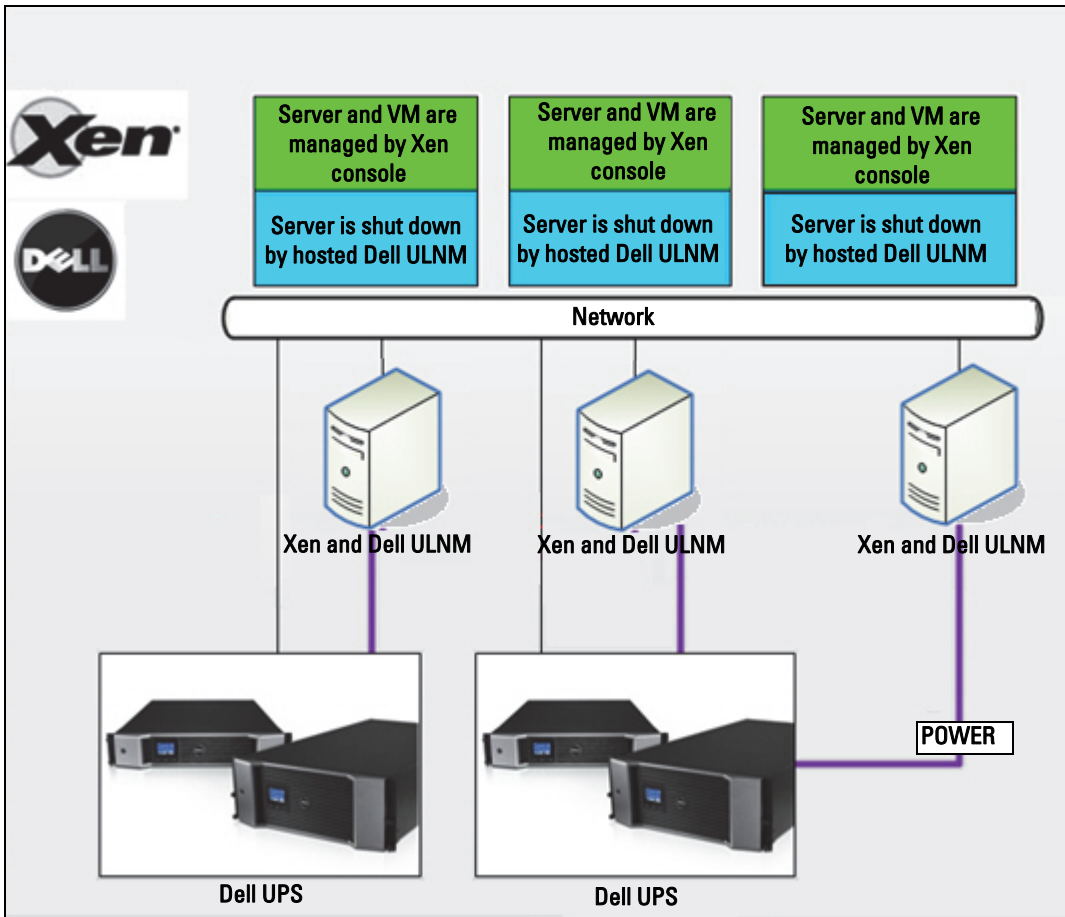 Xen
DELL
Server and VM are
managed by Xen
console
Server is shut down
by hosted Dell ULNM
Server and VM are
managed by Xen
console
Server is shut down
by hosted Dell ULNM
Server and VM are
managed by Xen
console
Server is shut down
by hosted Dell ULNM
Network
Xen and Dell ULNM
Xen and Dell ULNM
Xen and Dell ULNM
POWER
Dell UPS
Dell UPS